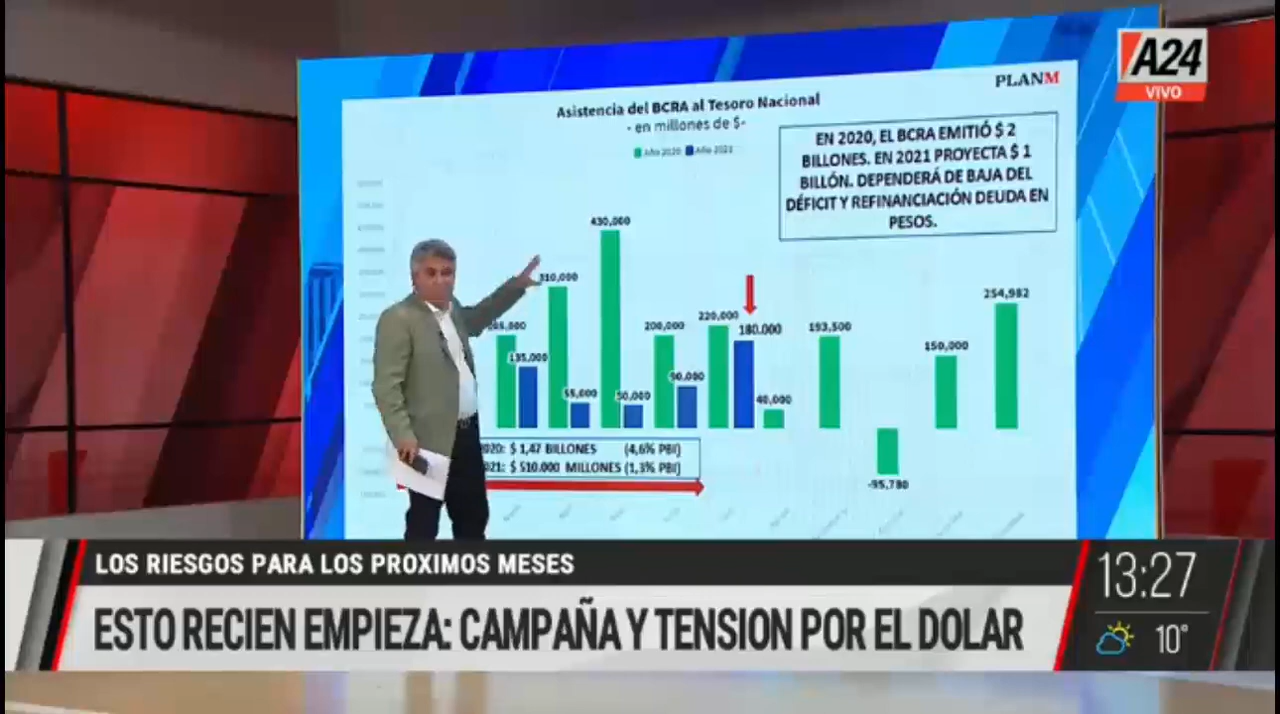 A24
VIVO
PLANM
Asistencia del BCRA al Tesoro Nacional
- en millones de $-
Año 2020 Año 2021
EN 2020, EL BCRA EMITIÓ $ 2
BILLONES. EN 2021 PROYECTA $ 1
BILLÓN. DEPENDERÁ DE BAJA DEL
DÉFICIT Y REFINANCIACIÓN DEUDA EN
PESOS.
430,000
310,000
254,982
220,000
180.000
200,000
193,500
150,000
135,000
90.000
55,000
50,000
40,000
-95,780
2020: $ 1,47 BILLONES (4,6% PBI)
2021: $ 510.000 MILLONES (1,3% PBI)
LOS RIESGOS PARA LOS PROXIMOS MESES
ESTO RECIEN EMPIEZA: CAMPAÑA Y TENSION POR EL DOLAR
13:27
10°